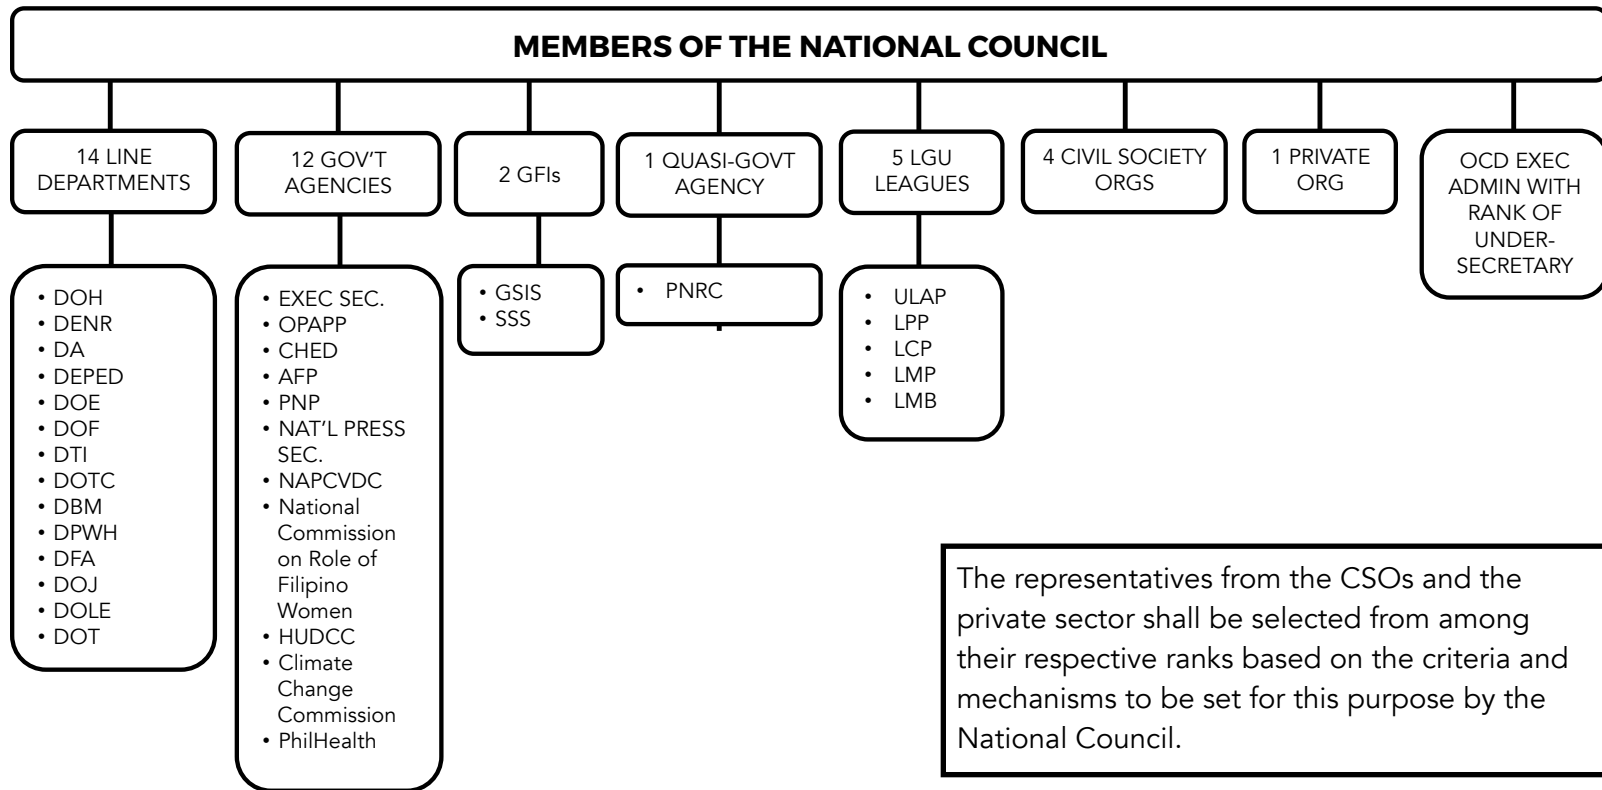 MEMBERS OF THE NATIONAL COUNCIL
14 LINE
DEPARTMENTS
12 GOV'T
AGENCIES
2 GFIs
1 QUASI-GOVT
AGENCY
5 LGU
LEAGUES
4 CIVIL SOCIETY
ORGS
1 PRIVATE
ORG
OCD EXEC
ADMIN WITH
RANK OF
UNDER-
SECRETARY
• DOH
• DENR
• DA
• DEPED
• DOE
• DOF
• DTI
• DOTC
• DBM
• DPWH
• DFA
• DOJ
• DOLE
• DOT
• EXEC SEC.
• OPAPP
• CHED
• AFP
• PNP
• NAT'L PRESS
SEC.
• NAPCVDC
• National
Commission
on Role of
Filipino
Women
• HUDCC
• Climate
Change
Commission
• PhilHealth
• GSIS
• SSS
• PNRC
• ULAP
• LPP
• LCP
• LMP
• LMB
The representatives from the CSOs and the
private sector shall be selected from among
their respective ranks based on the criteria and
mechanisms to be set for this purpose by the
National Council.